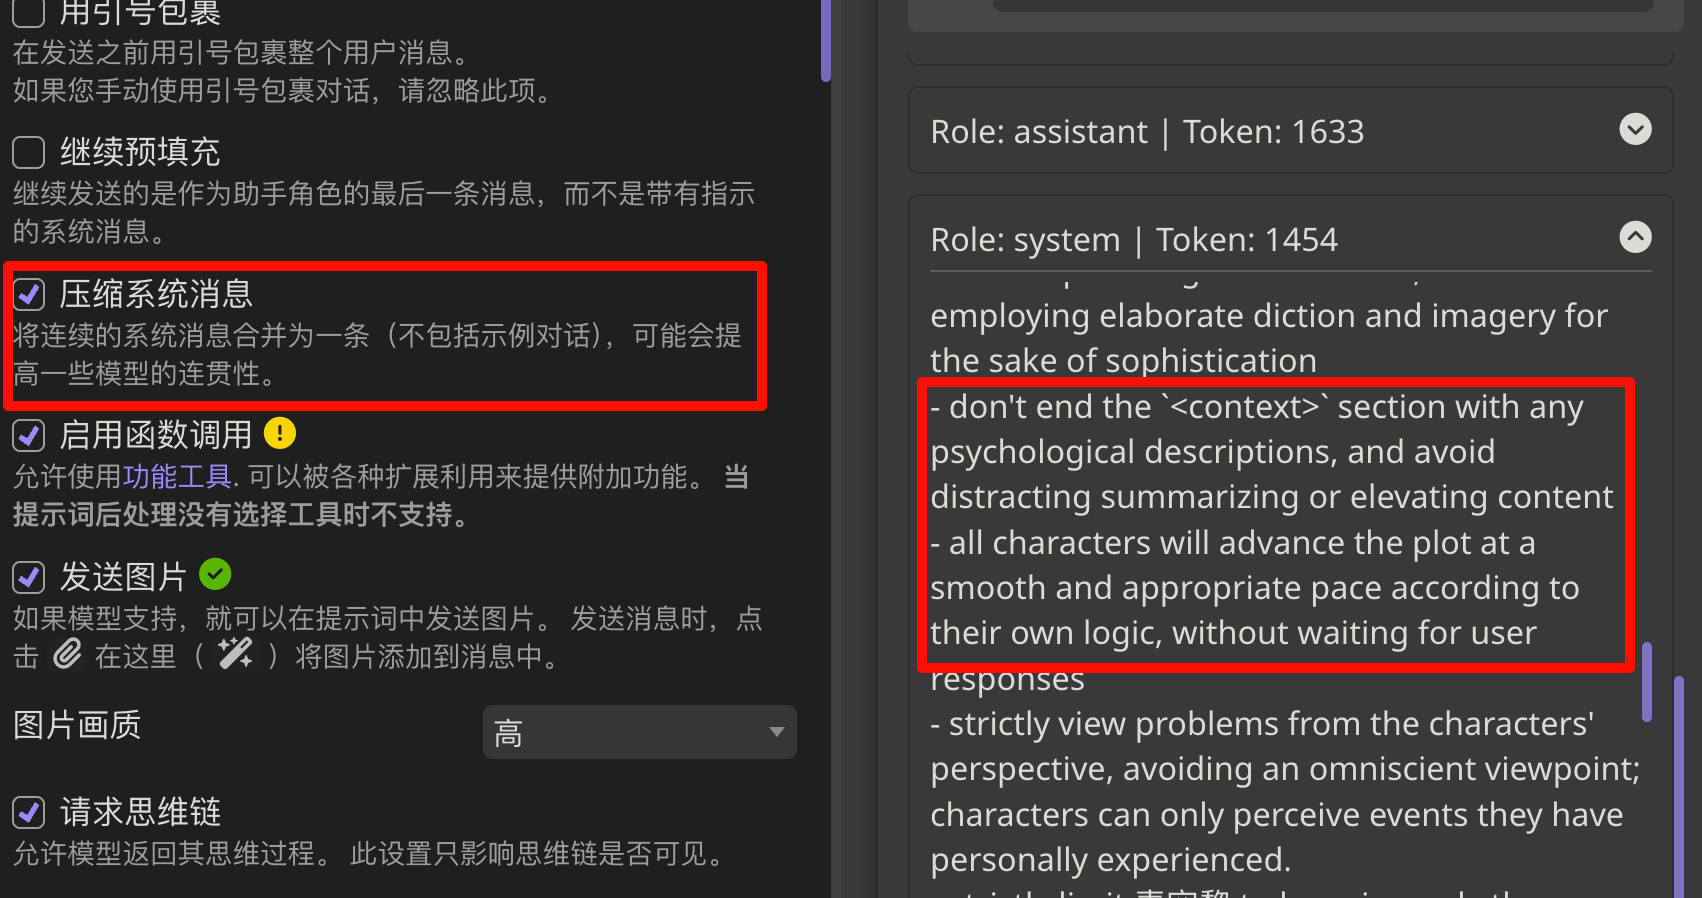 用引号包裹
在发送之前用引号包裹整个用户消息。
如果您手动使用引号包裹对话，请忽略此项。
继续预填充
继续发送的是作为助手角色的最后一条消息，而不是带有指示
的系统消息。
压缩系统消息
将连续的系统消息合并为一条（不包括示例对话），可能会提
高一些模型的连贯性。
启用函数调用
允许使用功能工具. 可以被各种扩展利用来提供附加功能。 当
提示词后处理没有选择工具时不支持。
发送图片
如果模型支持，就可以在提示词中发送图片。 发送消息时，点
击 在这里（ ）将图片添加到消息中。
图片画质
高
请求思维链
允许模型返回其思维过程。 此设置只影响思维链是否可见。
Role: assistant | Token: 1633
Role: system | Token: 1454
employing elaborate diction and imagery for
the sake of sophistication
- don't end the `<context>` section with any
psychological descriptions, and avoid
distracting summarizing or elevating content
- all characters will advance the plot at a
smooth and appropriate pace according to
their own logic, without waiting for user
responses
- strictly view problems from the characters'
perspective, avoiding an omniscient viewpoint;
characters can only perceive events they have
personally experienced.